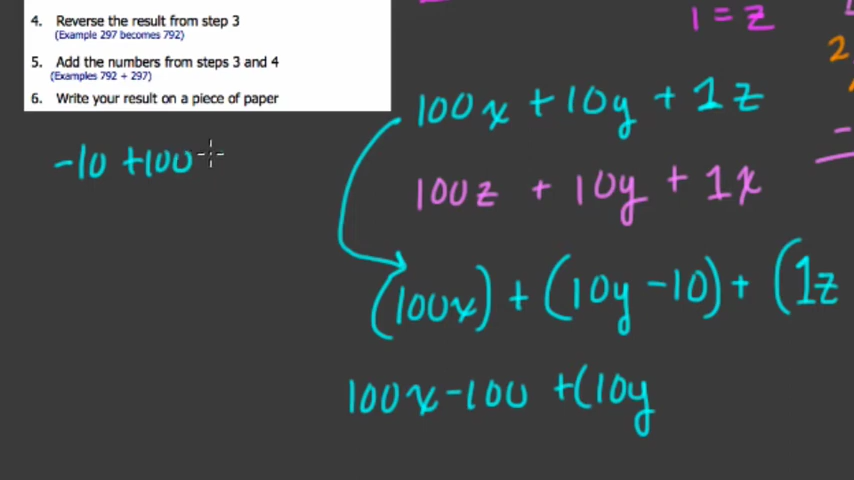 4. Reverse the result from step 3
(Example 297 becomes 792)
5. Add the numbers from steps 3 and 4
(Examples 792 + 297)
6. Write your result on a piece of paper
-10 +100
1 = z
100x + 10y + 1z
100z + 10y + 1x
(100x) + (10y - 10) + (1z
100x - 100 + (10y
2
-